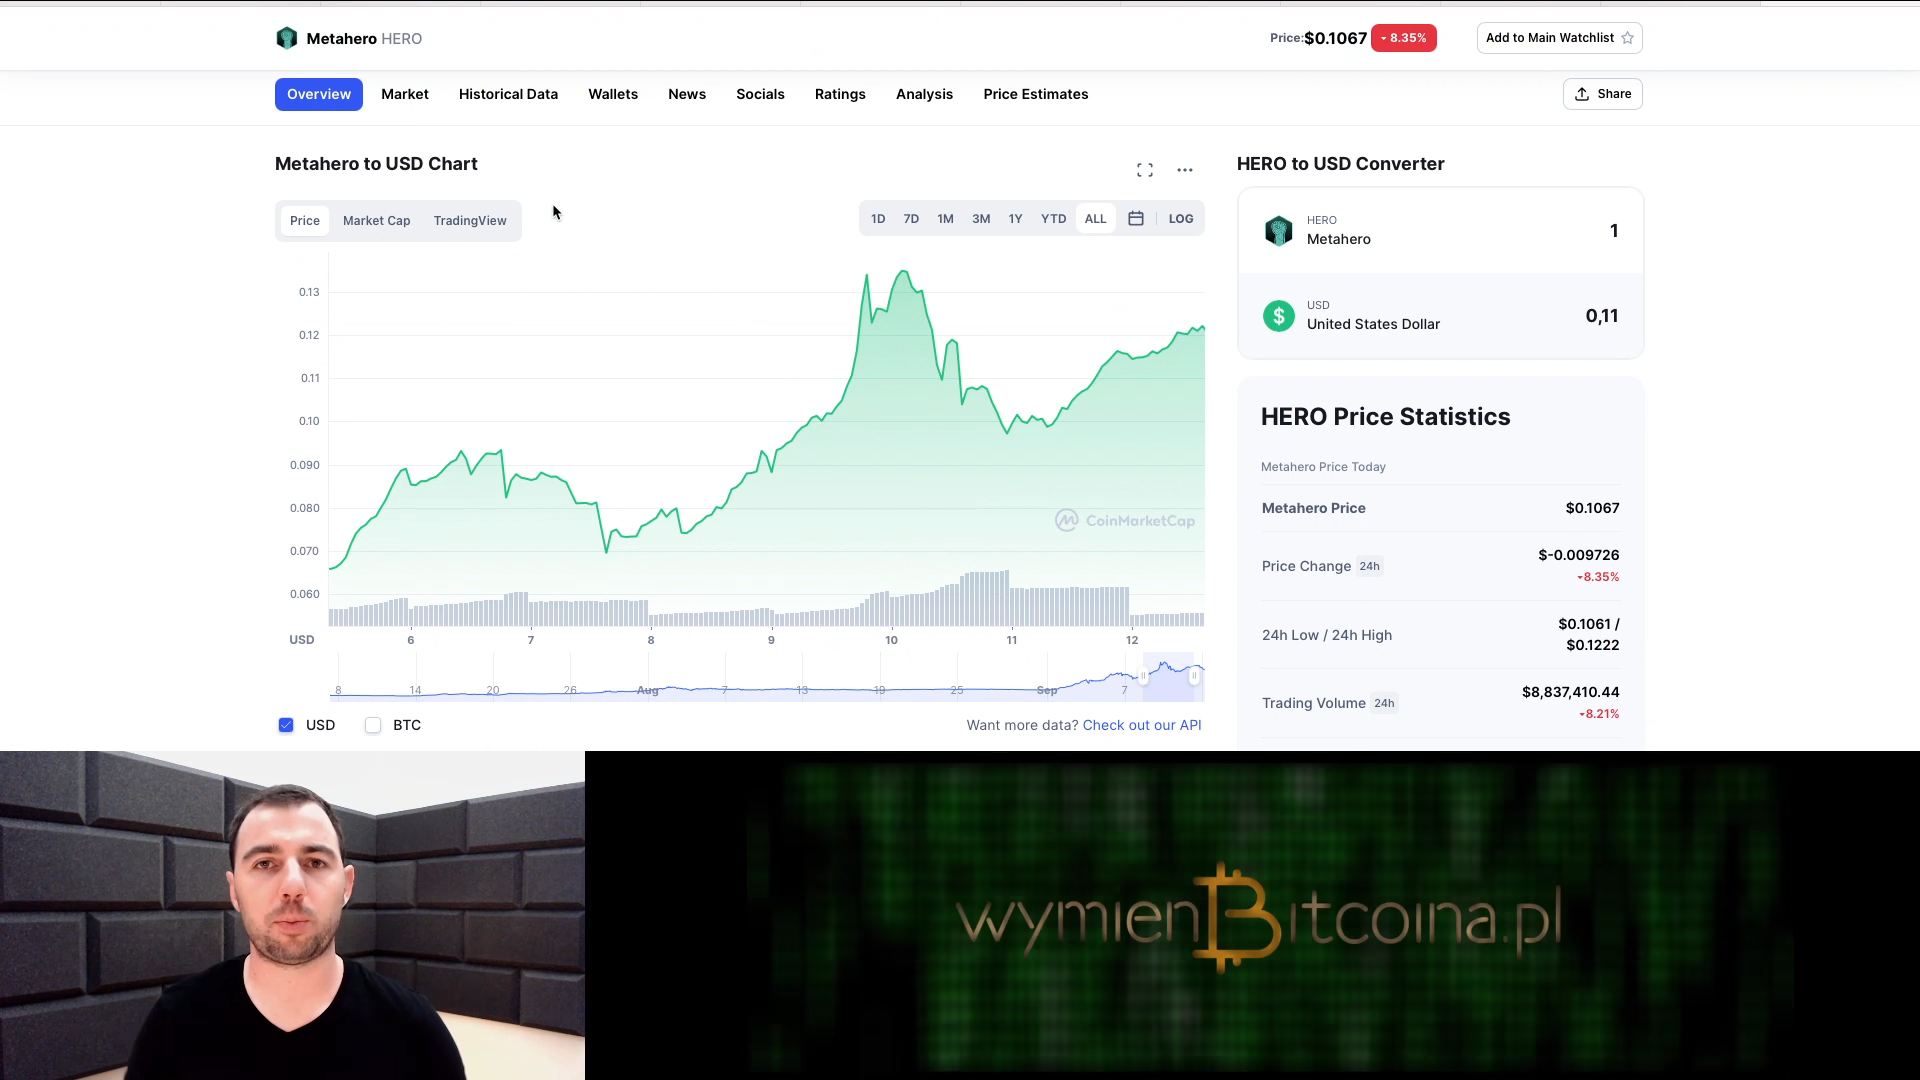 Metahero HERO
Price:$0.1067 8.35%
Add to Main Watchlist
Overview Market Historical Data Wallets News Socials Ratings Analysis Price Estimates
Share
Metahero to USD Chart
Price Market Cap TradingView
1D 7D 1M 3M 1Y YTD ALL LOG
0.13
0.12
0.11
0.10
0.090
0.080
0.070
0.060
CoinMarketCap
USD 6 7 8 9 10 11 12
8 14 20 26 Aug 7 13 19 25 Sep 7
USD BTC
Want more data? Check out our API
HERO to USD Converter
HERO
Metahero 1
USD
United States Dollar 0,11
HERO Price Statistics
Metahero Price Today
Metahero Price $0.1067
Price Change 24h $-0.009726
8.35%
24h Low / 24h High $0.1061 /
$0.1222
Trading Volume 24h $8,837,410.44
8.21%
wymienBitcoina.pl